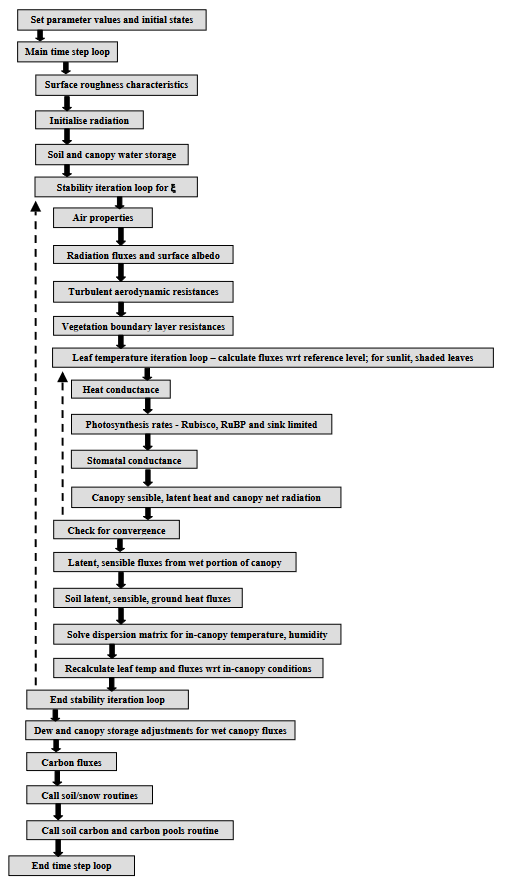 Set parameter values and initial states
Main time step loop
Surface roughness characteristics
Initialise radiation
Soil and canopy water storage
Stability iteration loop for ξ
Air properties
Radiation fluxes and surface albedo
Turbulent aerodynamic resistances
Vegetation boundary layer resistances
Leaf temperature iteration loop – calculate fluxes wrt reference level; for sunlit, shaded leaves
Heat conductance
Photosynthesis rates - Rubisco, RuBP and sink limited
Stomatal conductance
Canopy sensible, latent heat and canopy net radiation
Check for convergence
Latent, sensible fluxes from wet portion of canopy
Soil latent, sensible, ground heat fluxes
Solve dispersion matrix for in-canopy temperature, humidity
Recalculate leaf temp and fluxes wrt in-canopy conditions
End stability iteration loop
Dew and canopy storage adjustments for wet canopy fluxes
Carbon fluxes
Call soil/snow routines
Call soil carbon and carbon pools routine
End time step loop